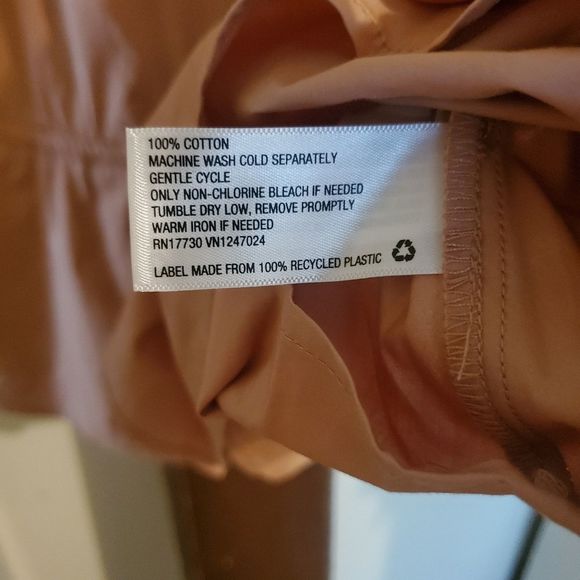 100% COTTON
MACHINE WASH COLD SEPARATELY
GENTLE CYCLE
ONLY NON-CHLORINE BLEACH IF NEEDED
TUMBLE DRY LOW, REMOVE PROMPTLY
WARM IRON IF NEEDED
RN17730 VN1247024
LABEL MADE FROM 100% RECYCLED PLASTIC